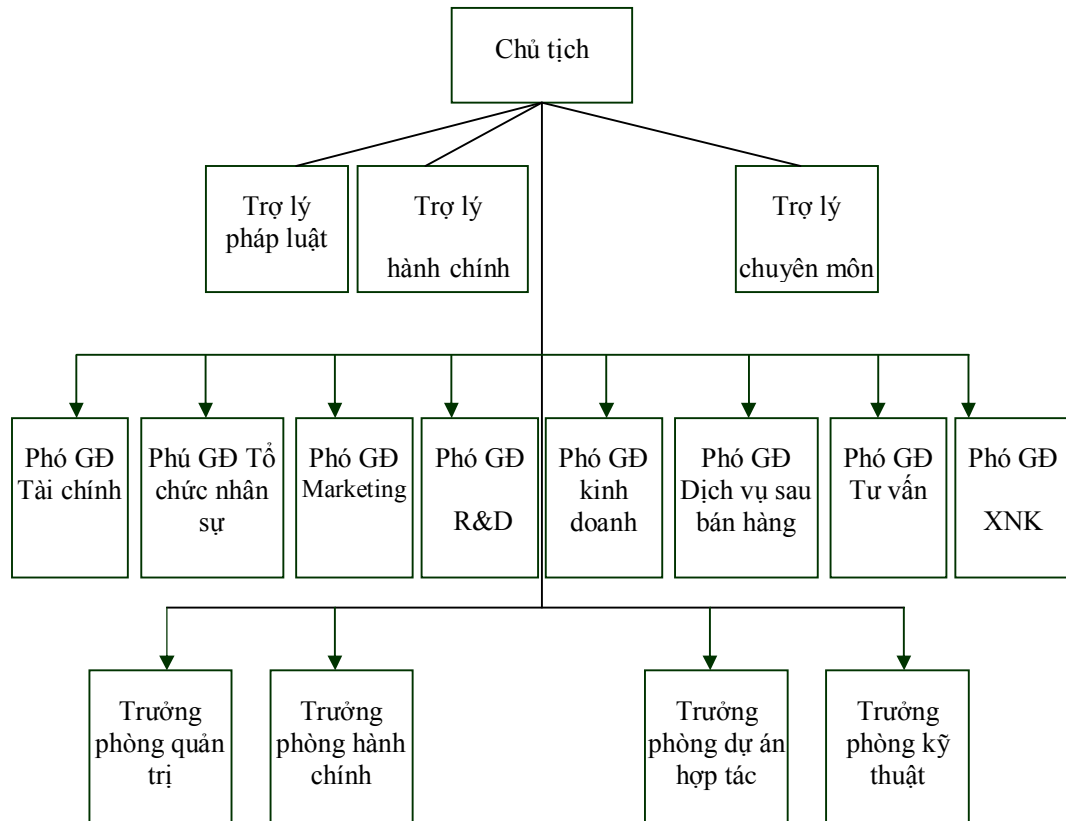 Chủ tịch
Trợ lý
pháp luật
Trợ lý
hành chính
Trợ lý
chuyên môn
Phó GĐ
Tài chính
Phú GĐ Tổ
chức nhân
sự
Phó GĐ
Marketing
Phó GĐ
R&D
Phó GĐ
kinh
doanh
Phó GĐ
Dịch vụ sau
bán hàng
Phó GĐ
Tư vấn
Phó GĐ
XNK
Trưởng
phòng quản
trị
Trưởng
phòng hành
chính
Trưởng
phòng dự án
hợp tác
Trưởng
phòng kỹ
thuật